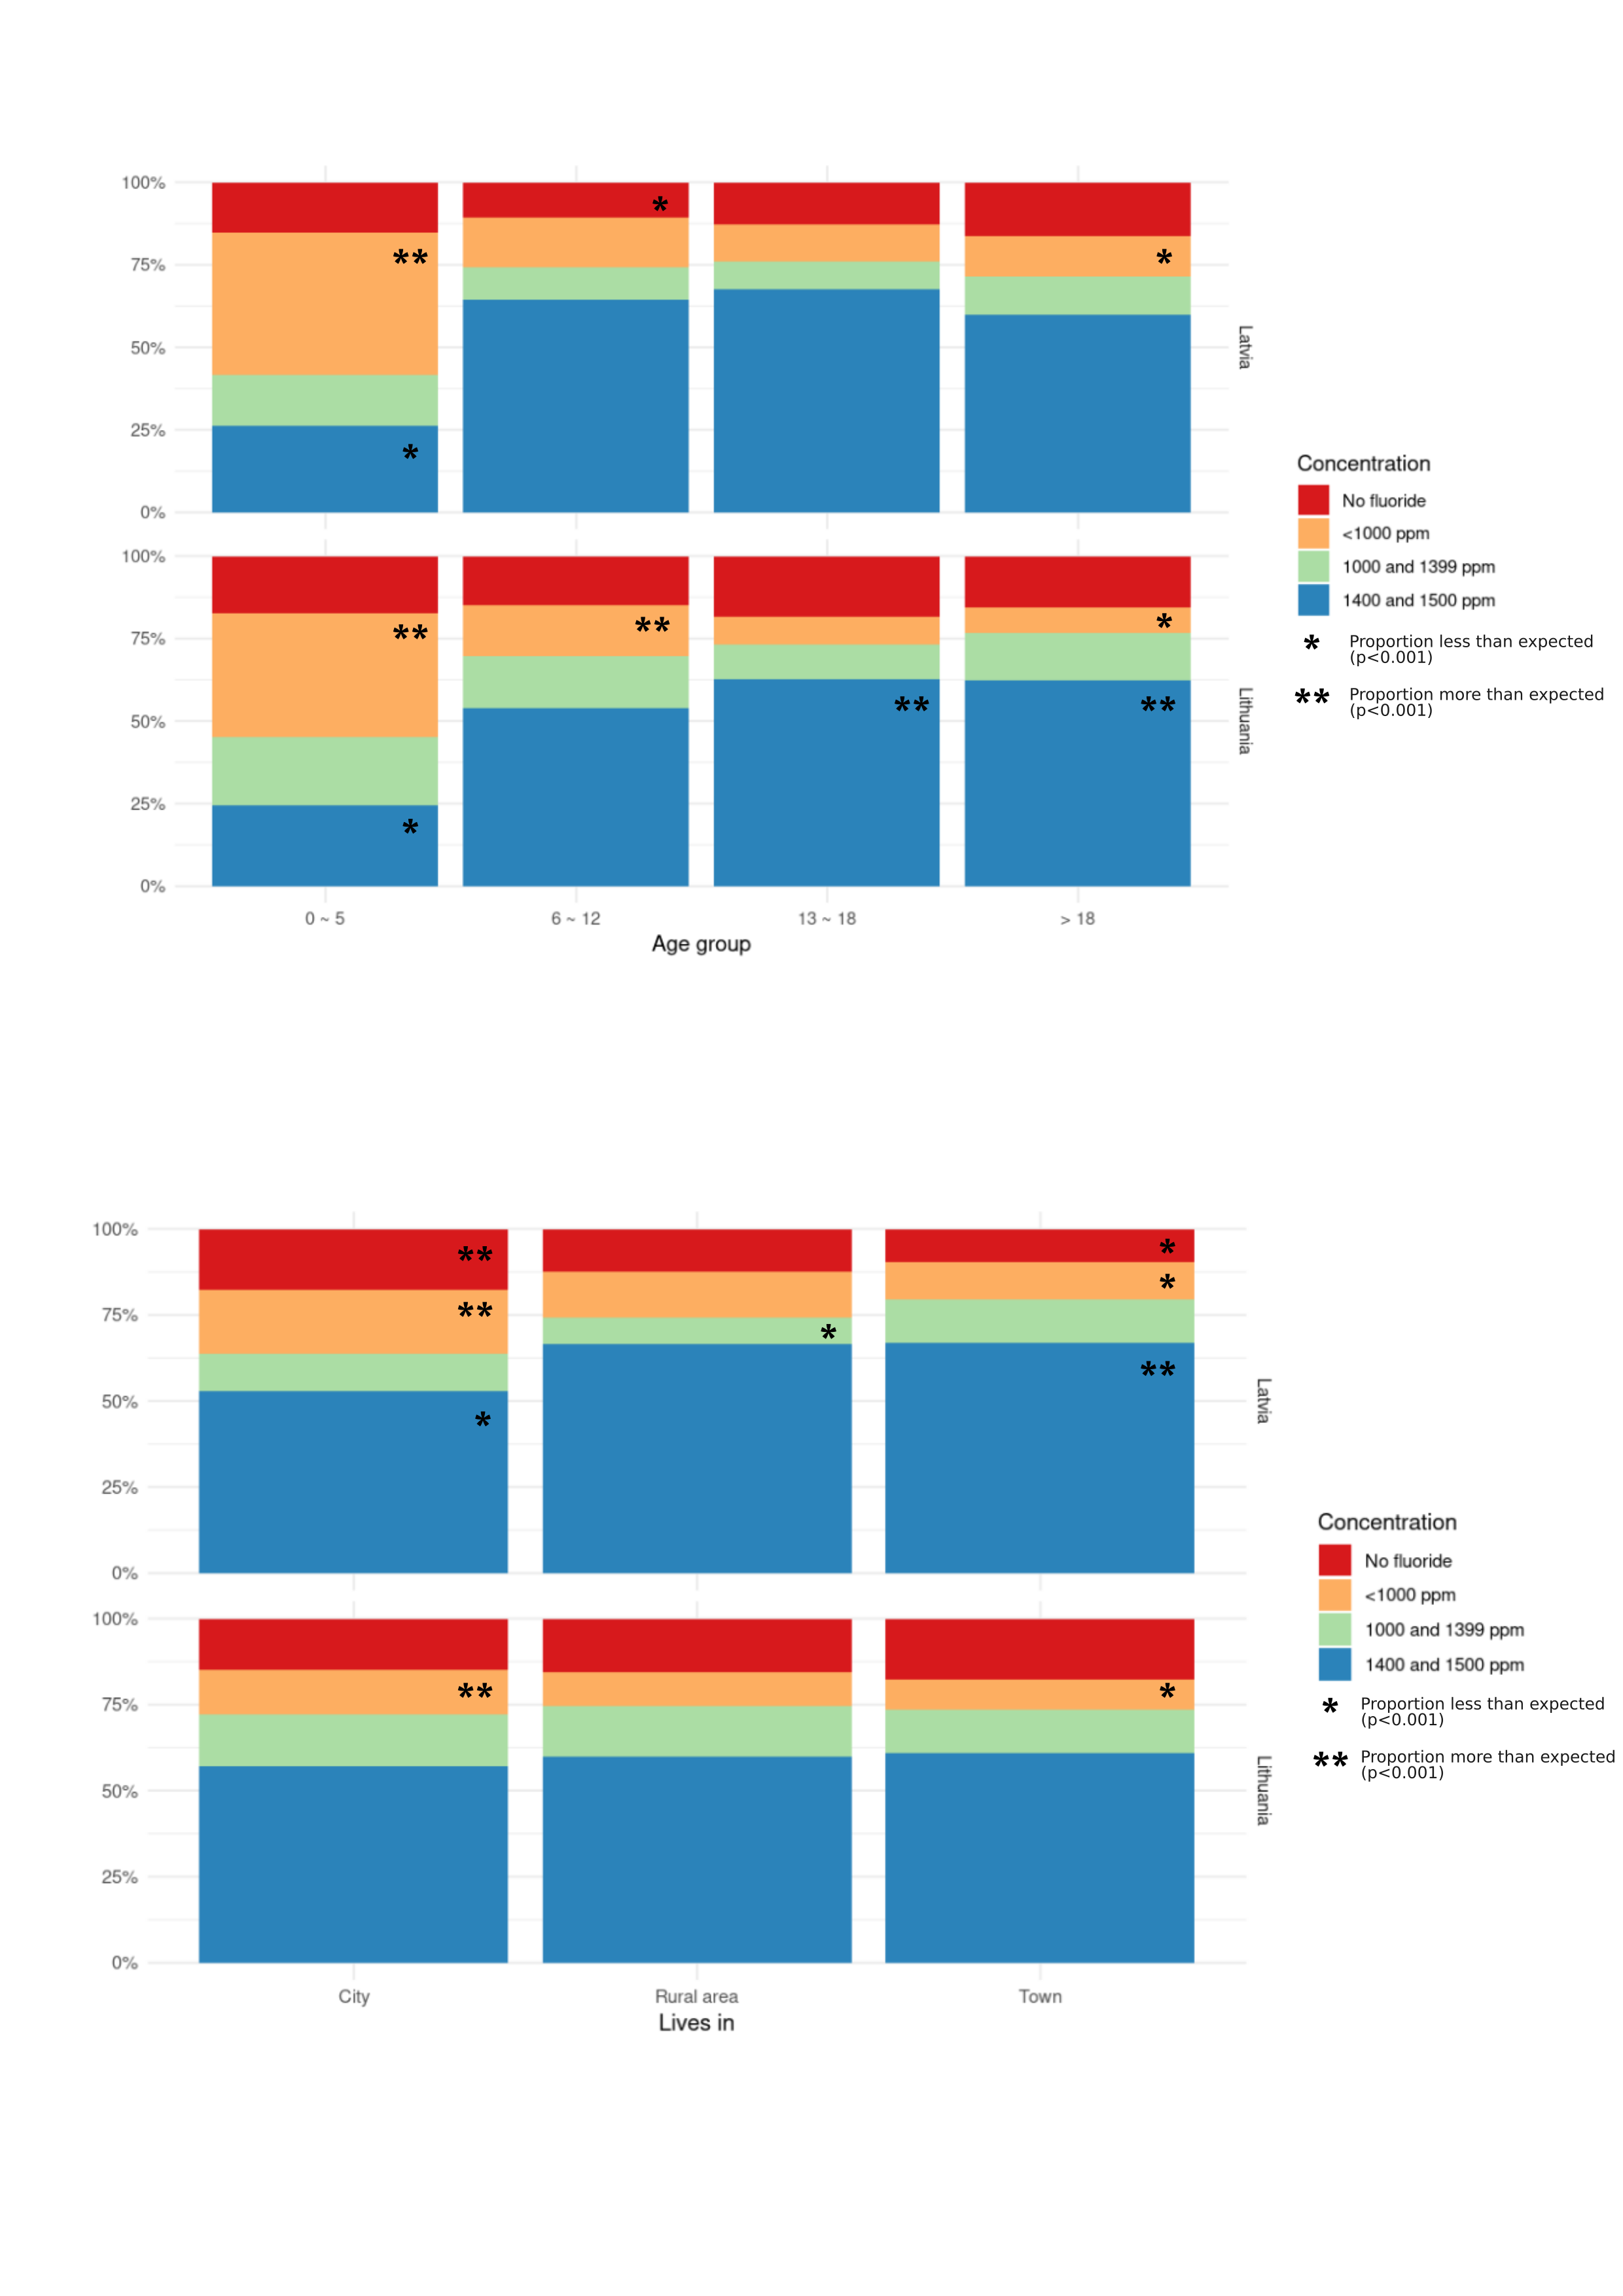 100%
*
**
*
75%
50%
Latvia
25%
*
0%
Concentration
No fluoride
<1000 ppm
1000 and 1399 ppm
1400 and 1500 ppm
* Proportion less than expected
(p<0.001)
** Proportion more than expected
(p<0.001)
100%
**
**
*
75%
**
**
50%
Lithuania
25%
*
0%
0 ~ 5
6 ~ 12
13 ~ 18
> 18
Age group
100%
**
*
*
75%
**
*
**
50%
*
Latvia
25%
0%
Concentration
No fluoride
<1000 ppm
1000 and 1399 ppm
1400 and 1500 ppm
* Proportion less than expected
(p<0.001)
** Proportion more than expected
(p<0.001)
100%
**
*
75%
50%
Lithuania
25%
0%
City
Rural area
Town
Lives in